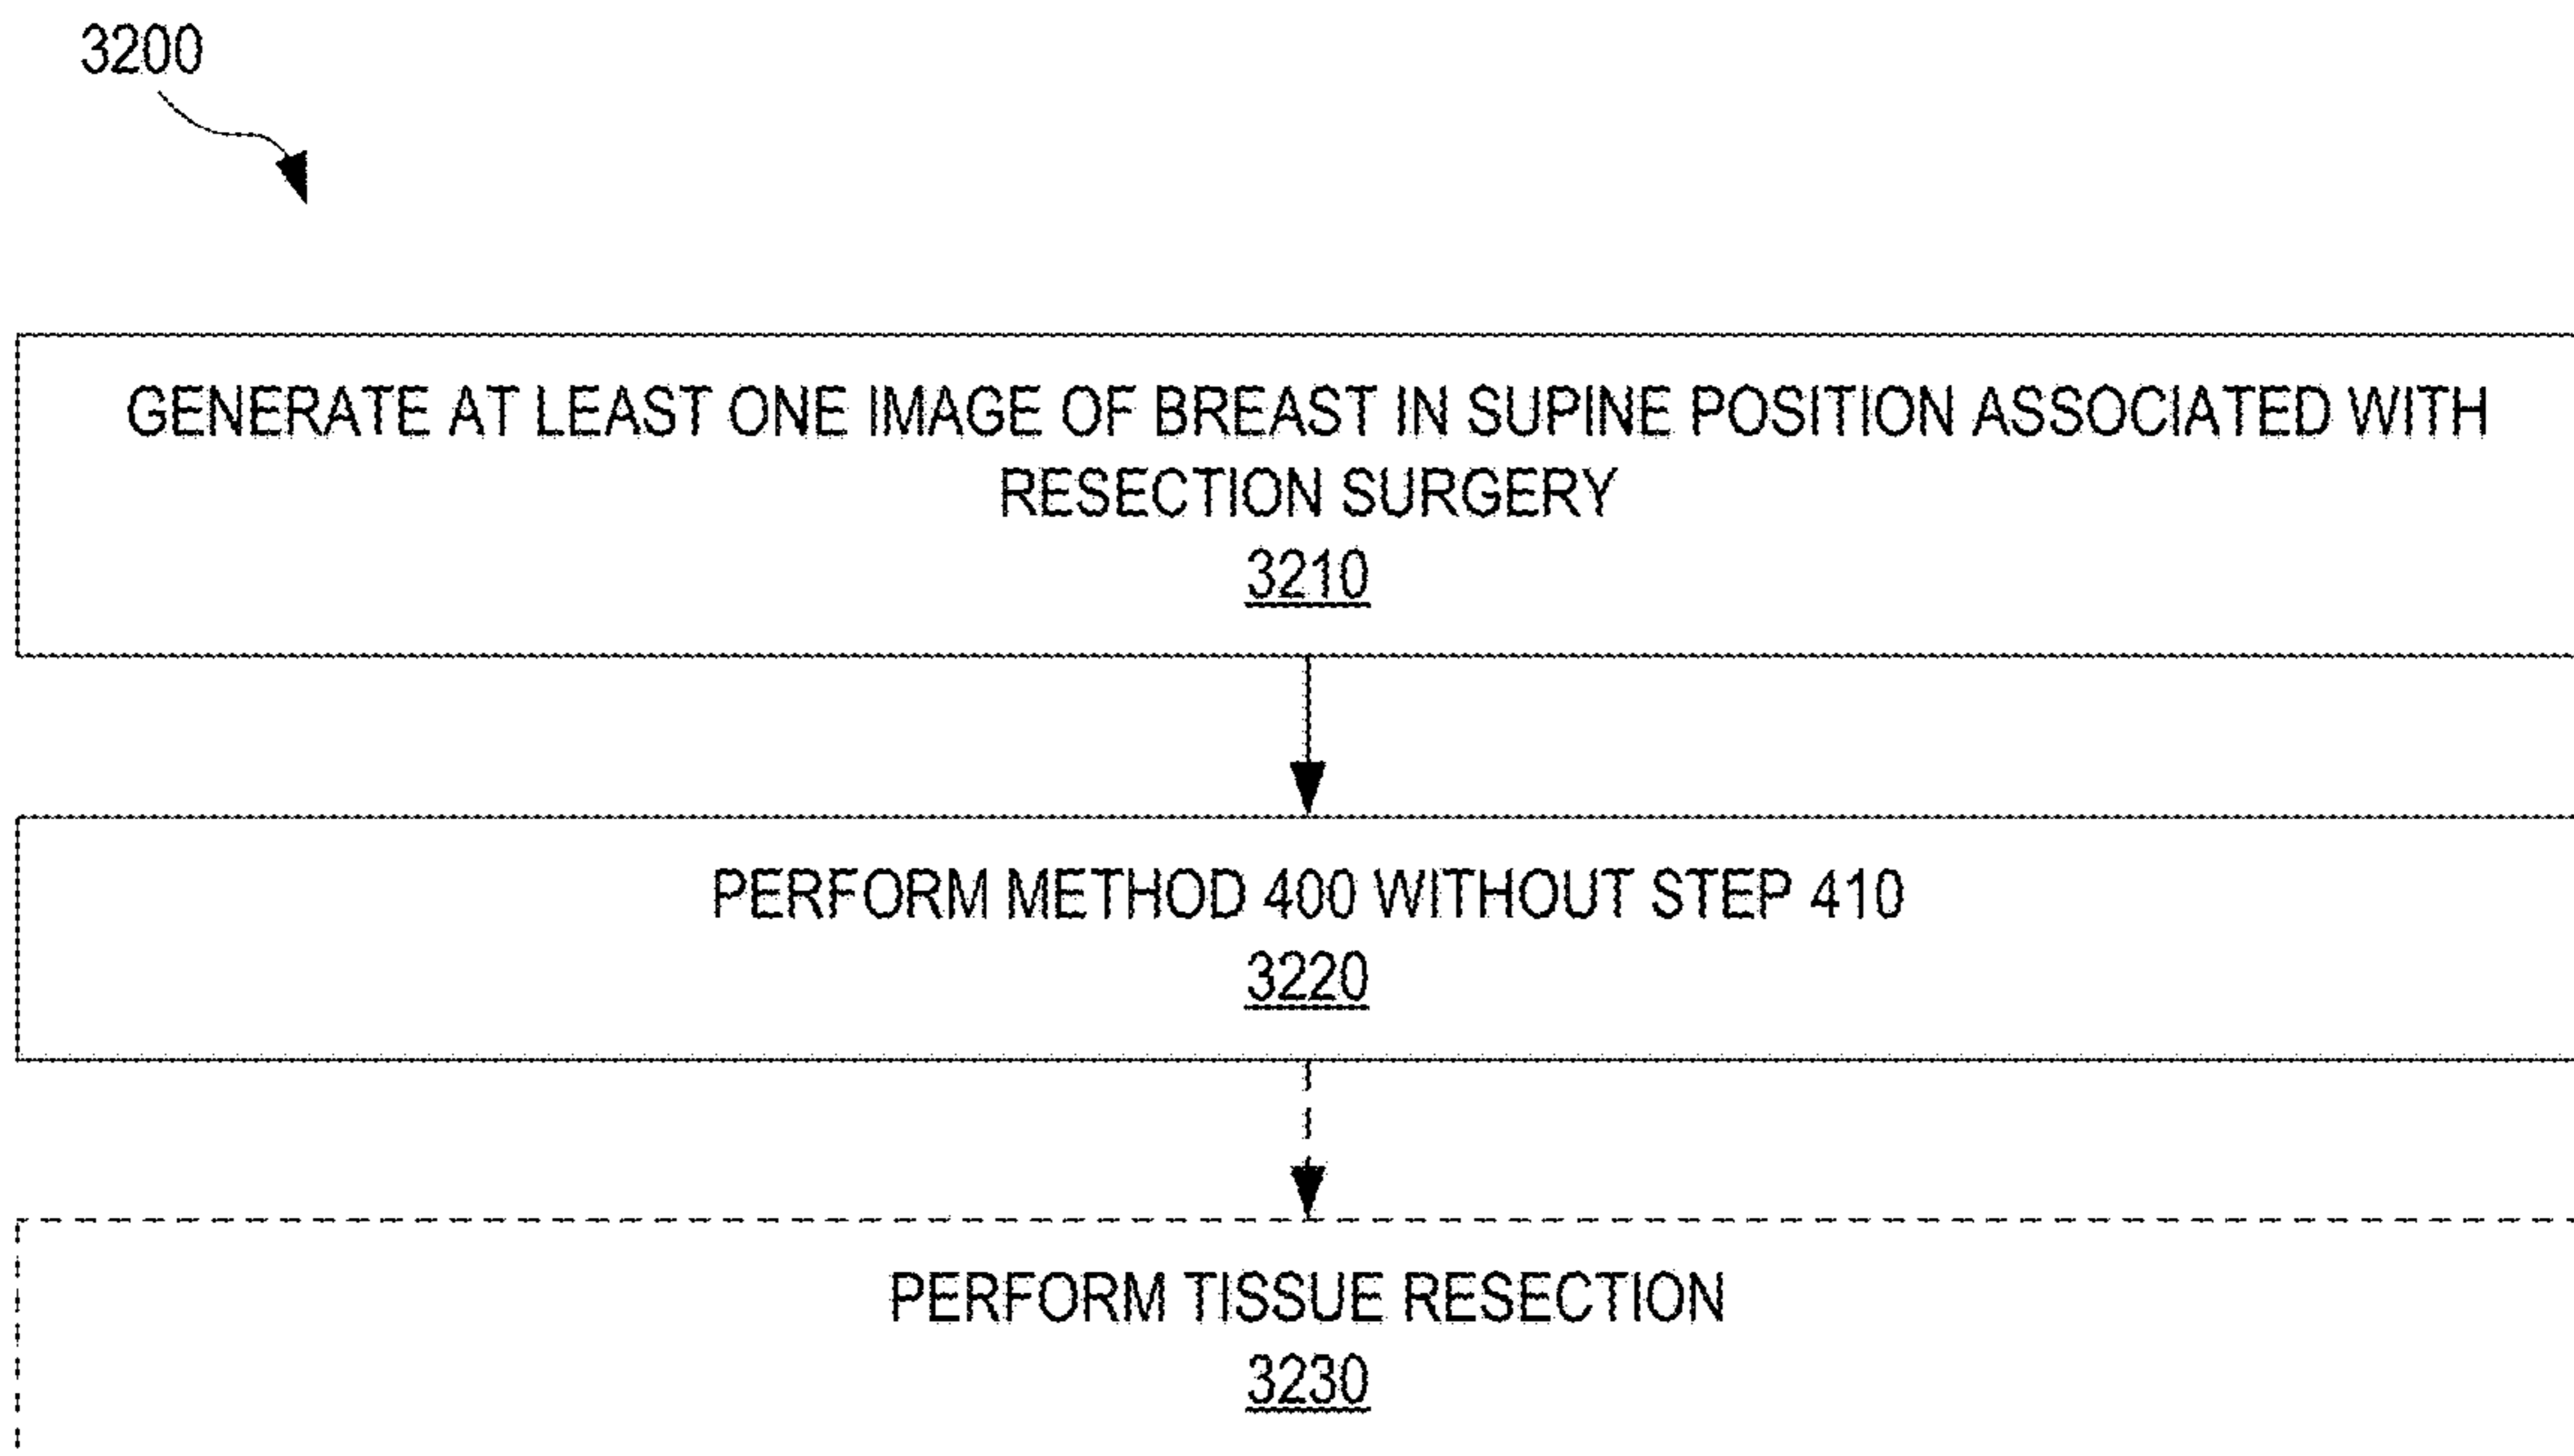 3200
GENERATE AT LEAST ONE IMAGE OF BREAST IN SUPINE POSITION ASSOCIATED WITH
RESECTION SURGERY
3210
PERFORM METHOD 400 WITHOUT STEP 410
3220
PERFORM TISSUE RESECTION
3230